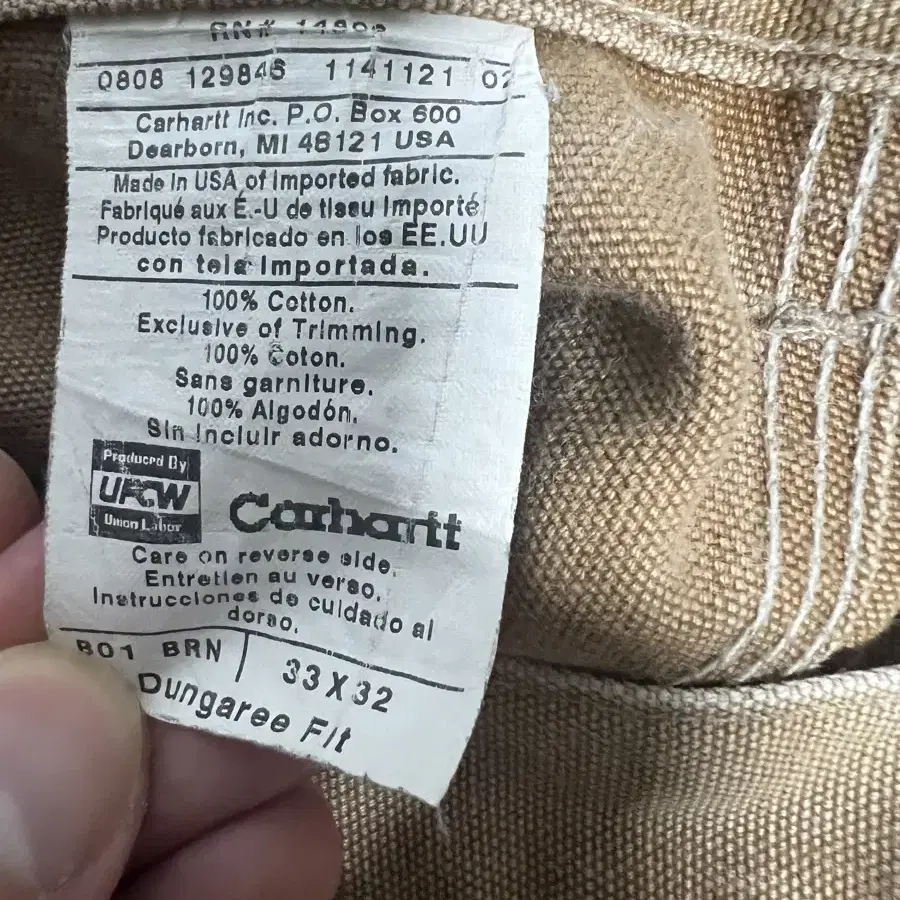 RN# 14806
0808 129846 1141121 02
Carhartt Inc. P.O. Box 600
Dearborn, MI 48121 USA
Made in USA of Imported fabric.
Fabriqué aux É.-U de tissu Importé
Producto fabricado en los EE.UU
con tela Importada.
100% Cotton.
Exclusive of Trimming.
100% Coton.
Sans garniture.
100% Algodón.
Sin Incluir adorno.
Produced By
UFCW
Union Labor
Carhartt
Care on reverse side.
Entretien au verso.
Instrucciones de cuidado al
dorso.
B01 BRN 33 X 32
Dungaree Fit